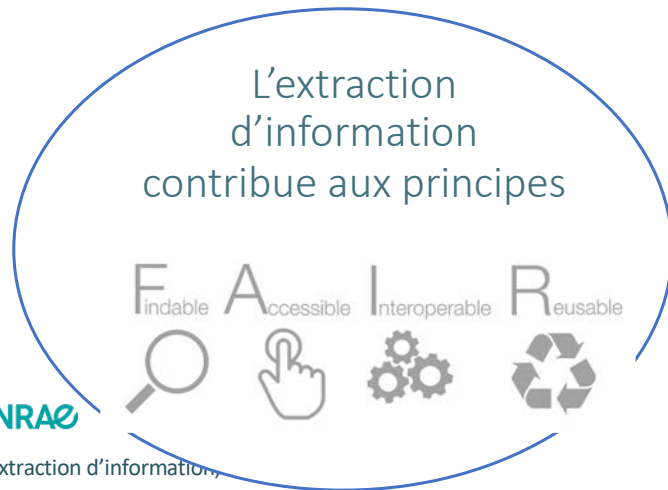 L'extraction
d'information
contribue aux principes
Findable Accessible Interoperable Reusable
NRAE
xtraction d'information,